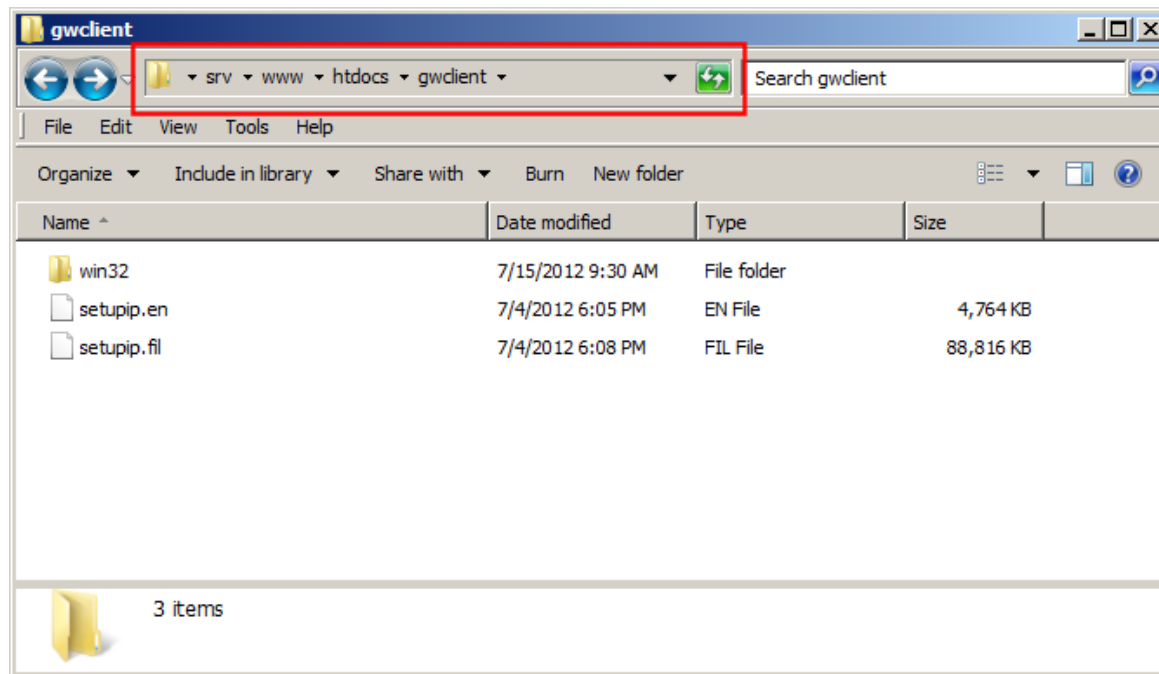 gwclient
srv www htdocs gwclient Search gwclient
File Edit View Tools Help
Organize Include in library Share with Burn New folder
Name Date modified Type Size
win32 7/15/2012 9:30 AM File folder
setupip.en 7/4/2012 6:05 PM EN File 4,764 KB
setupip.fil 7/4/2012 6:08 PM FIL File 88,816 KB
3 items